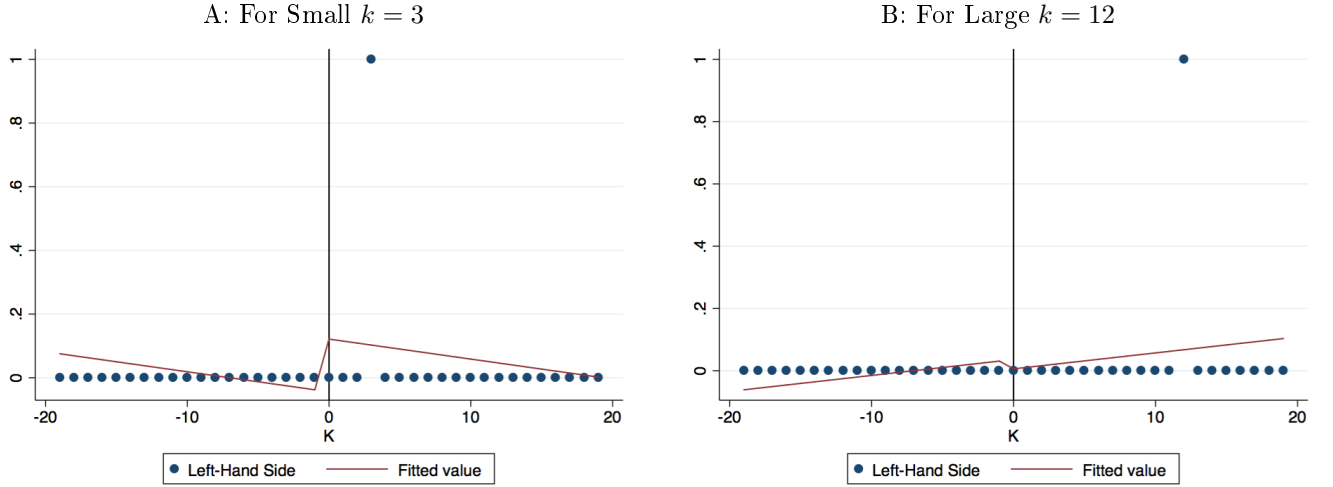 A: For Small k = 3
1
.8
.6
.4
.2
0
-20 -10 0 10 20
K
Left-Hand Side Fitted value
B: For Large k = 12
1
.8
.6
.4
.2
0
-20 -10 0 10 20
K
Left-Hand Side Fitted value